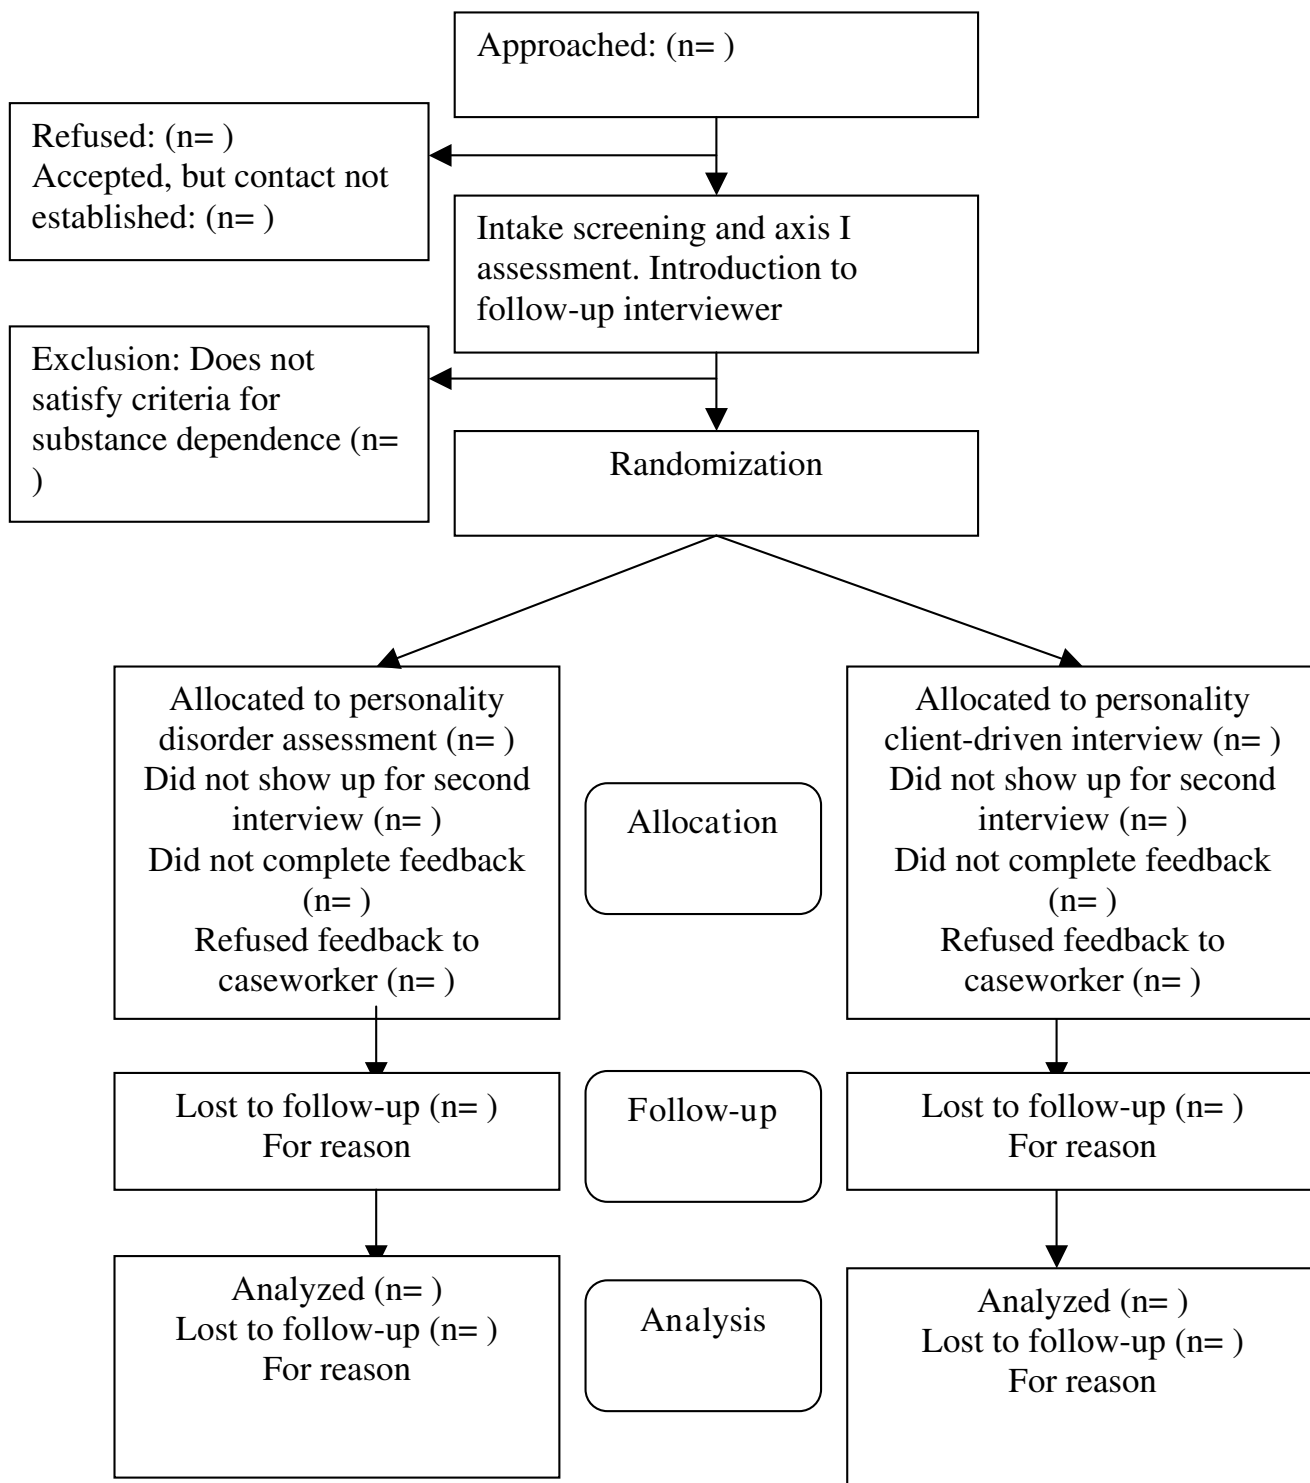 Approached: (n= )
Refused: (n= )
Accepted, but contact not
established: (n= )
Intake screening and axis I
assessment. Introduction to
follow-up interviewer
Exclusion: Does not
satisfy criteria for
substance dependence (n=
)
Randomization
Allocated to personality
disorder assessment (n= )
Did not show up for second
interview (n= )
Did not complete feedback
(n= )
Refused feedback to
caseworker (n= )
Allocation
Allocated to personality
client-driven interview (n= )
Did not show up for second
interview (n= )
Did not complete feedback
(n= )
Refused feedback to
caseworker (n= )
Lost to follow-up (n= )
For reason
Follow-up
Lost to follow-up (n= )
For reason
Analyzed (n= )
Lost to follow-up (n= )
For reason
Analysis
Analyzed (n= )
Lost to follow-up (n= )
For reason